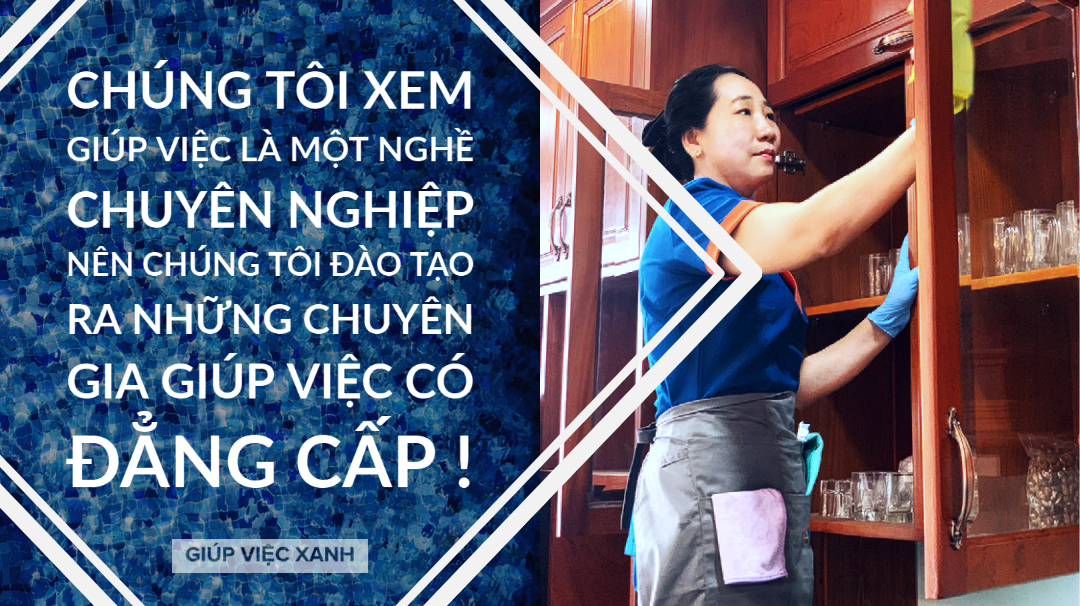 CHÚNG TÔI XEM
GIÚP VIỆC LÀ MỘT NGHỀ
CHUYÊN NGHIỆP
NÊN CHÚNG TÔI ĐÀO TẠO
RA NHỮNG CHUYÊN
GIA GIÚP VIỆC CÓ
ĐẲNG CẤP !
GIÚP VIỆC XANH